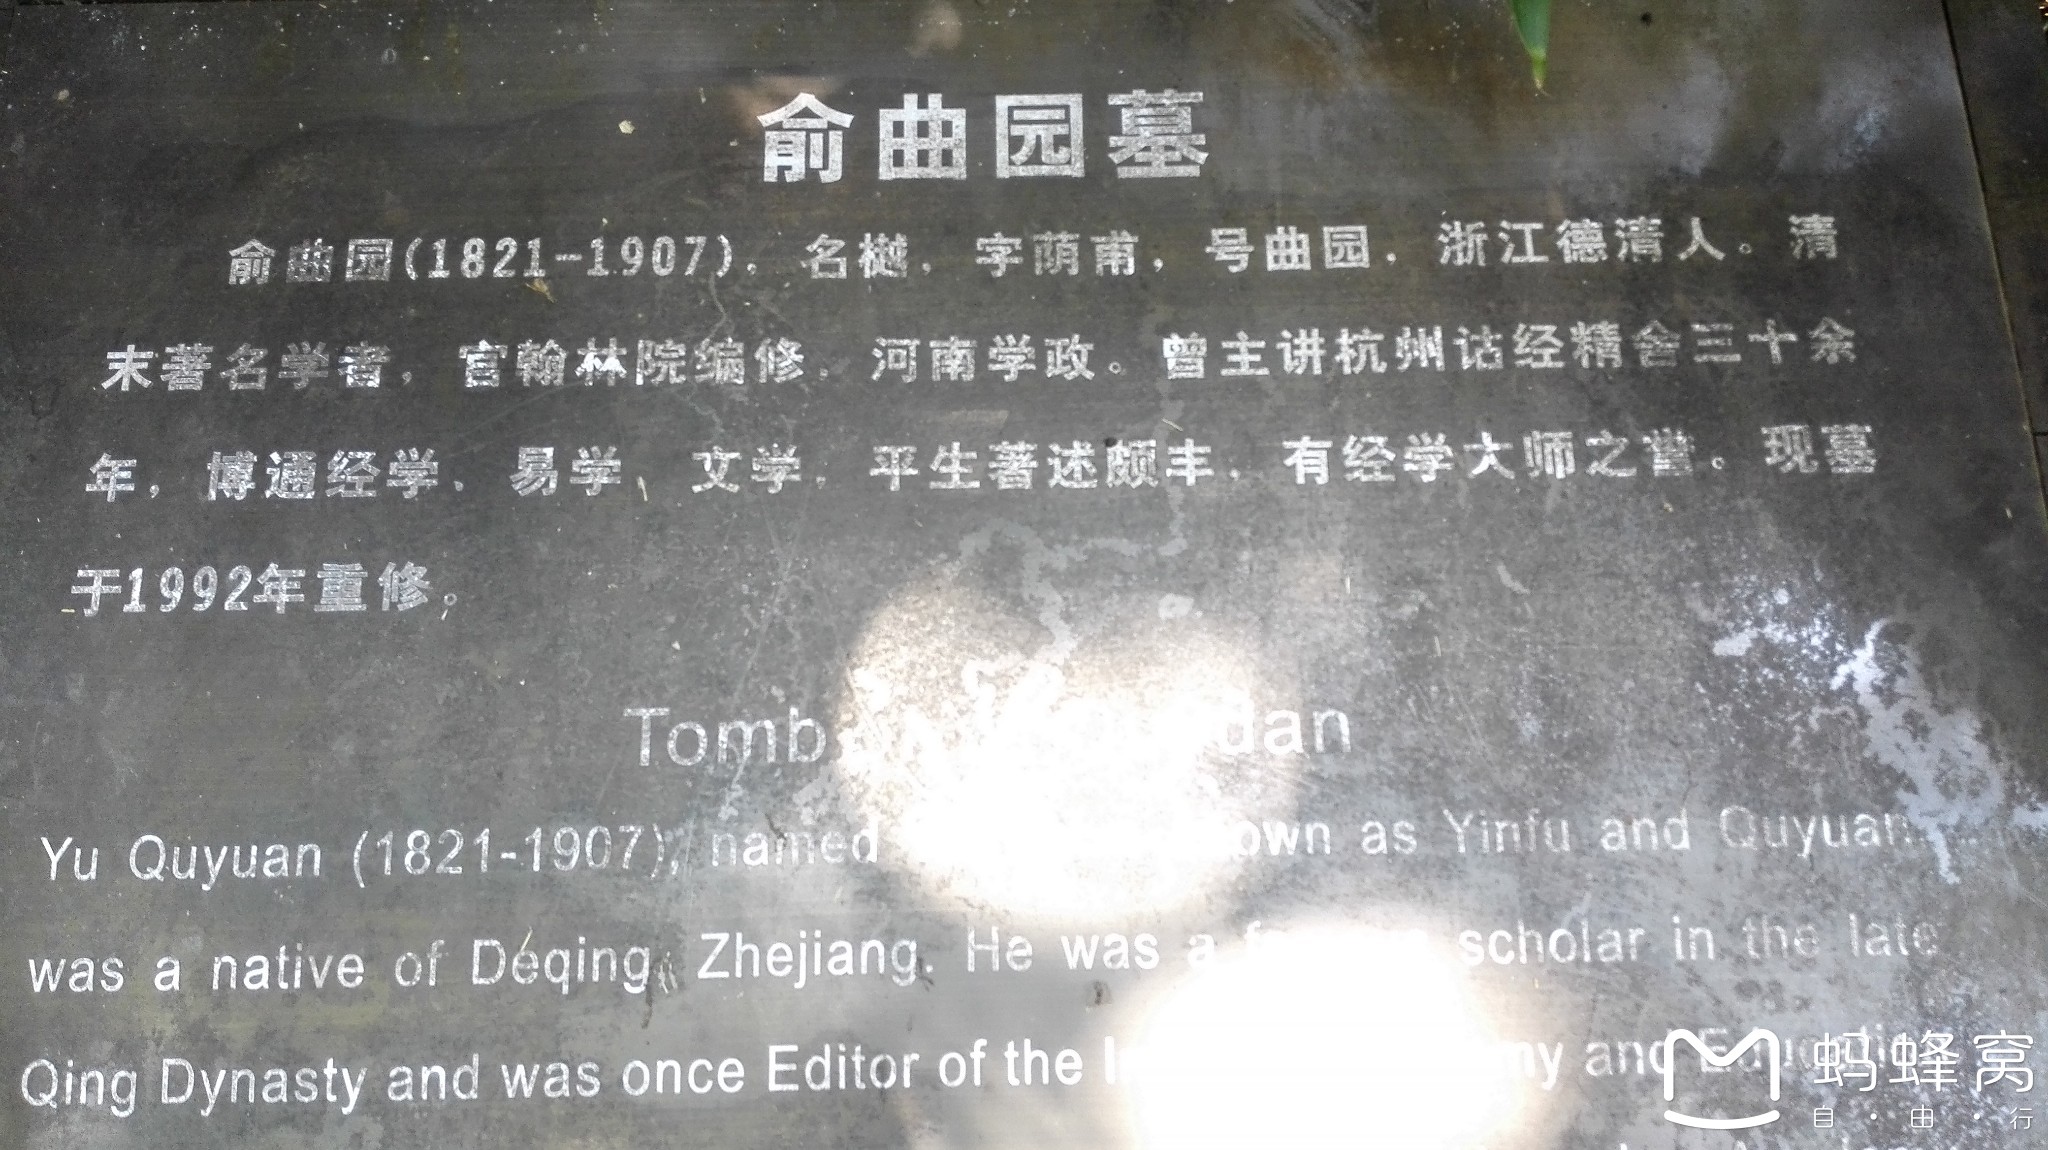 俞曲园墓
俞曲园(1821-1907)，名樾，字荫甫，号曲园，浙江德清人。清
末著名学者，官翰林院编修、河南学政。曾主讲杭州诂经精舍三十余
年，博通经学、易学、文学，平生著述颇丰，有经学大师之誉。现墓
于1992年重修。
Tomb
Yu Quyuan (1821-1907), named as Yinfu and Quyuan
was a native of Deqing, Zhejiang. He was a scholar in the late
Qing Dynasty and was once Editor of the and
蚂蜂窝
自·由·行